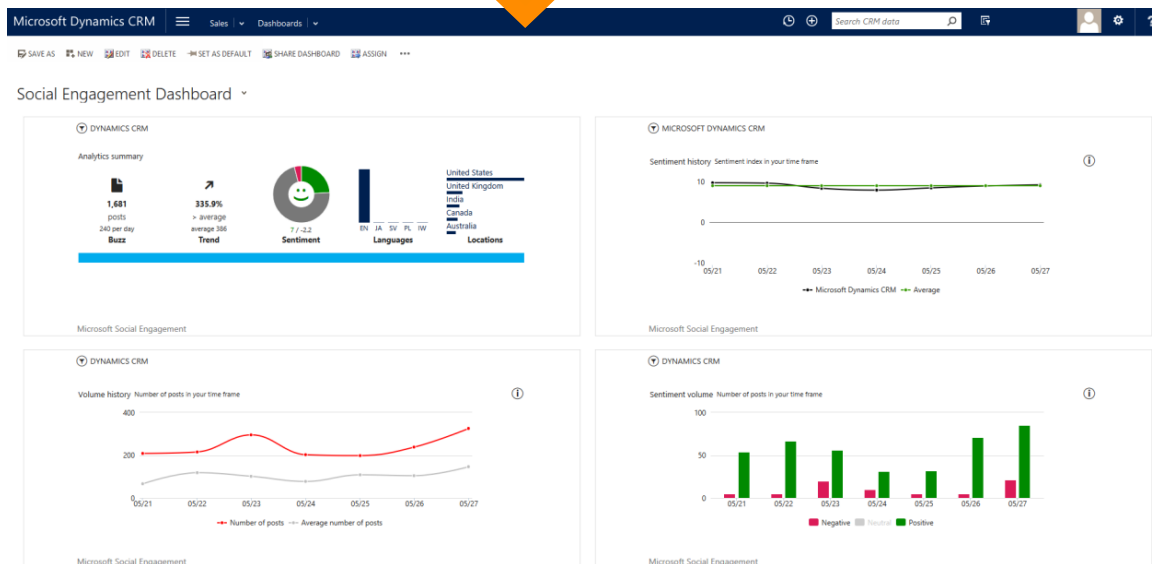 Microsoft Dynamics CRM Sales Dashboards Search CRM data ?
SAVE AS NEW EDIT DELETE SET AS DEFAULT SHARE DASHBOARD ASSIGN •••
Social Engagement Dashboard
DYNAMICS CRM
Analytics summary
1,681
posts
240 per day
Buzz
335.9%
> average
average 386
Trend
7 / -2.2
Sentiment
EN JA SV PL IW
Languages
United States
United Kingdom
India
Canada
Australia
Locations
Microsoft Social Engagement
MICROSOFT DYNAMICS CRM
Sentiment history Sentiment index in your time frame
10
0
-10
05/21 05/22 05/23 05/24 05/25 05/26 05/27
Microsoft Dynamics CRM Average
Microsoft Social Engagement
DYNAMICS CRM
Volume history Number of posts in your time frame
400
200
0
05/21 05/22 05/23 05/24 05/25 05/26 05/27
Number of posts Average number of posts
Microsoft Social Engagement
DYNAMICS CRM
Sentiment volume Number of posts in your time frame
100
50
0
05/21 05/22 05/23 05/24 05/25 05/26 05/27
Negative Neutral Positive
Microsoft Social Engagement